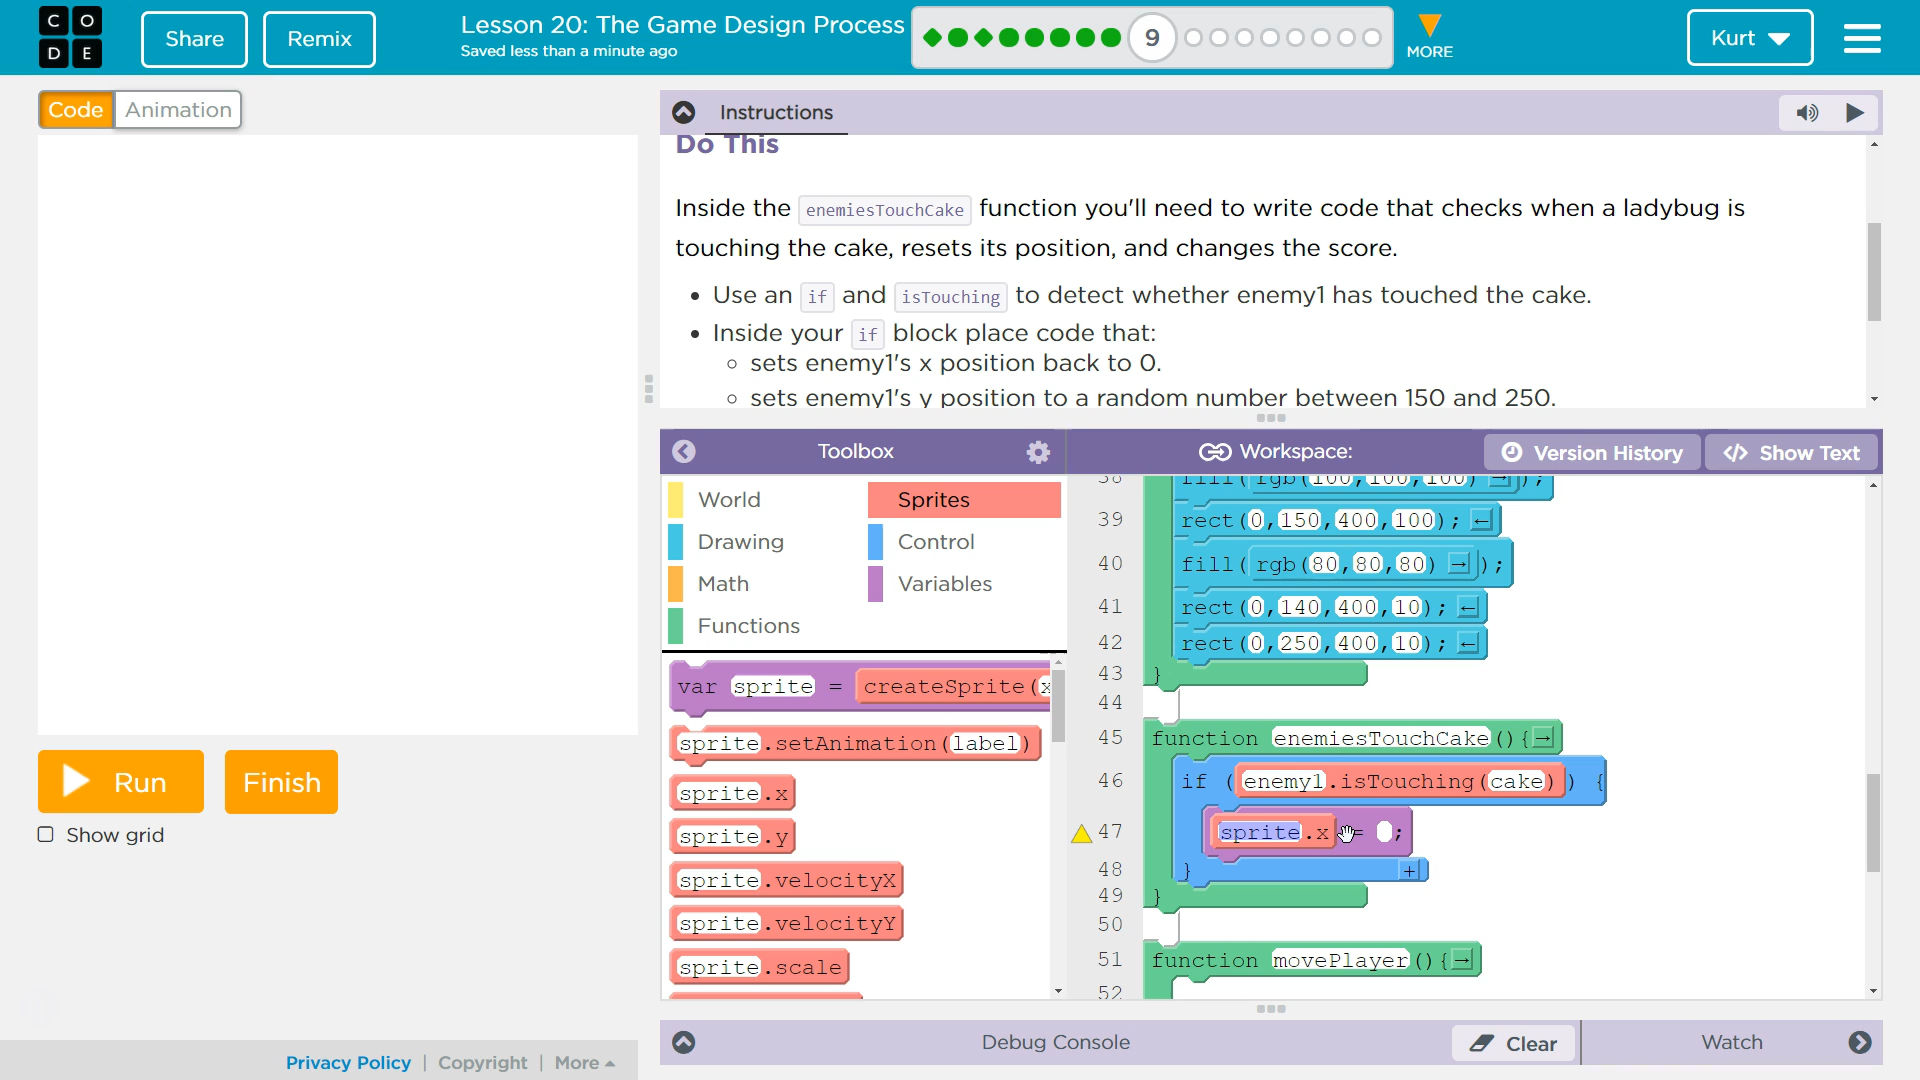 C O
D E
Share
Remix
Lesson 20: The Game Design Process
Saved less than a minute ago
9
MORE
Kurt
Code
Animation
Instructions
Do This
Inside the enemiesTouchCake function you'll need to write code that checks when a ladybug is
touching the cake, resets its position, and changes the score.
Use an if and isTouching to detect whether enemy1 has touched the cake.
Inside your if block place code that:
sets enemy1's x position back to 0.
sets enemy1's y position to a random number between 150 and 250.
Toolbox
Workspace:
Version History
Show Text
World
Sprites
Drawing
Control
Math
Variables
Functions
var sprite = createSprite(x
sprite.setAnimation(label)
sprite.x
sprite.y
sprite.velocityX
sprite.velocityY
sprite.scale
38 fill(rgb(100,100,100));
39 rect(0,150,400,100);
40 fill(rgb(80,80,80));
41 rect(0,140,400,10);
42 rect(0,250,400,10);
43 }
44
45 function enemiesTouchCake(){
46 if (enemy1.isTouching(cake)) {
47 sprite.x = ;
48 } +
49 }
50
51 function movePlayer(){
52
Run
Finish
Show grid
Debug Console
Clear
Watch
Privacy Policy | Copyright | More